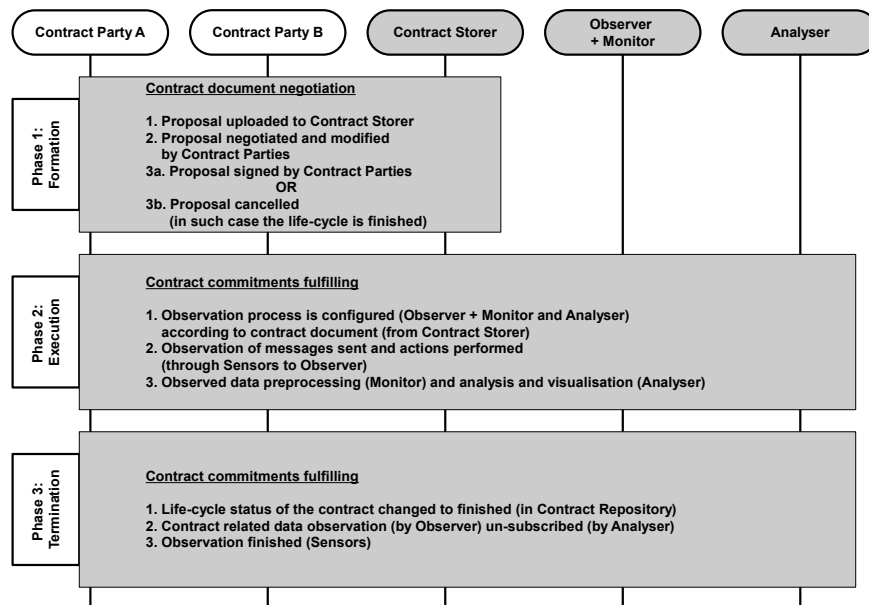 Contract Party A
Contract Party B
Contract Storer
Observer
+ Monitor
Analyser
Phase 1:
Formation
Contract document negotiation
1. Proposal uploaded to Contract Storer
2. Proposal negotiated and modified
by Contract Parties
3a. Proposal signed by Contract Parties
OR
3b. Proposal cancelled
(in such case the life-cycle is finished)
Phase 2:
Execution
Contract commitments fulfilling
1. Observation process is configured (Observer + Monitor and Analyser)
according to contract document (from Contract Storer)
2. Observation of messages sent and actions performed
(through Sensors to Observer)
3. Observed data preprocessing (Monitor) and analysis and visualisation (Analyser)
Phase 3:
Termination
Contract commitments fulfilling
1. Life-cycle status of the contract changed to finished (in Contract Repository)
2. Contract related data observation (by Observer) un-subscribed (by Analyser)
3. Observation finished (Sensors)